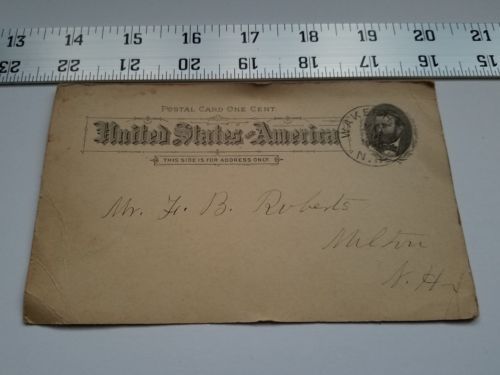 13 14 15 16 17 18 19 20 21
23 22 21 20 19 18 17 16 15
POSTAL CARD ONE CENT.
United States of America
THIS SIDE IS FOR ADDRESS ONLY.
WAKE
N.
Mr. B. Roberts
Milton
N. H.